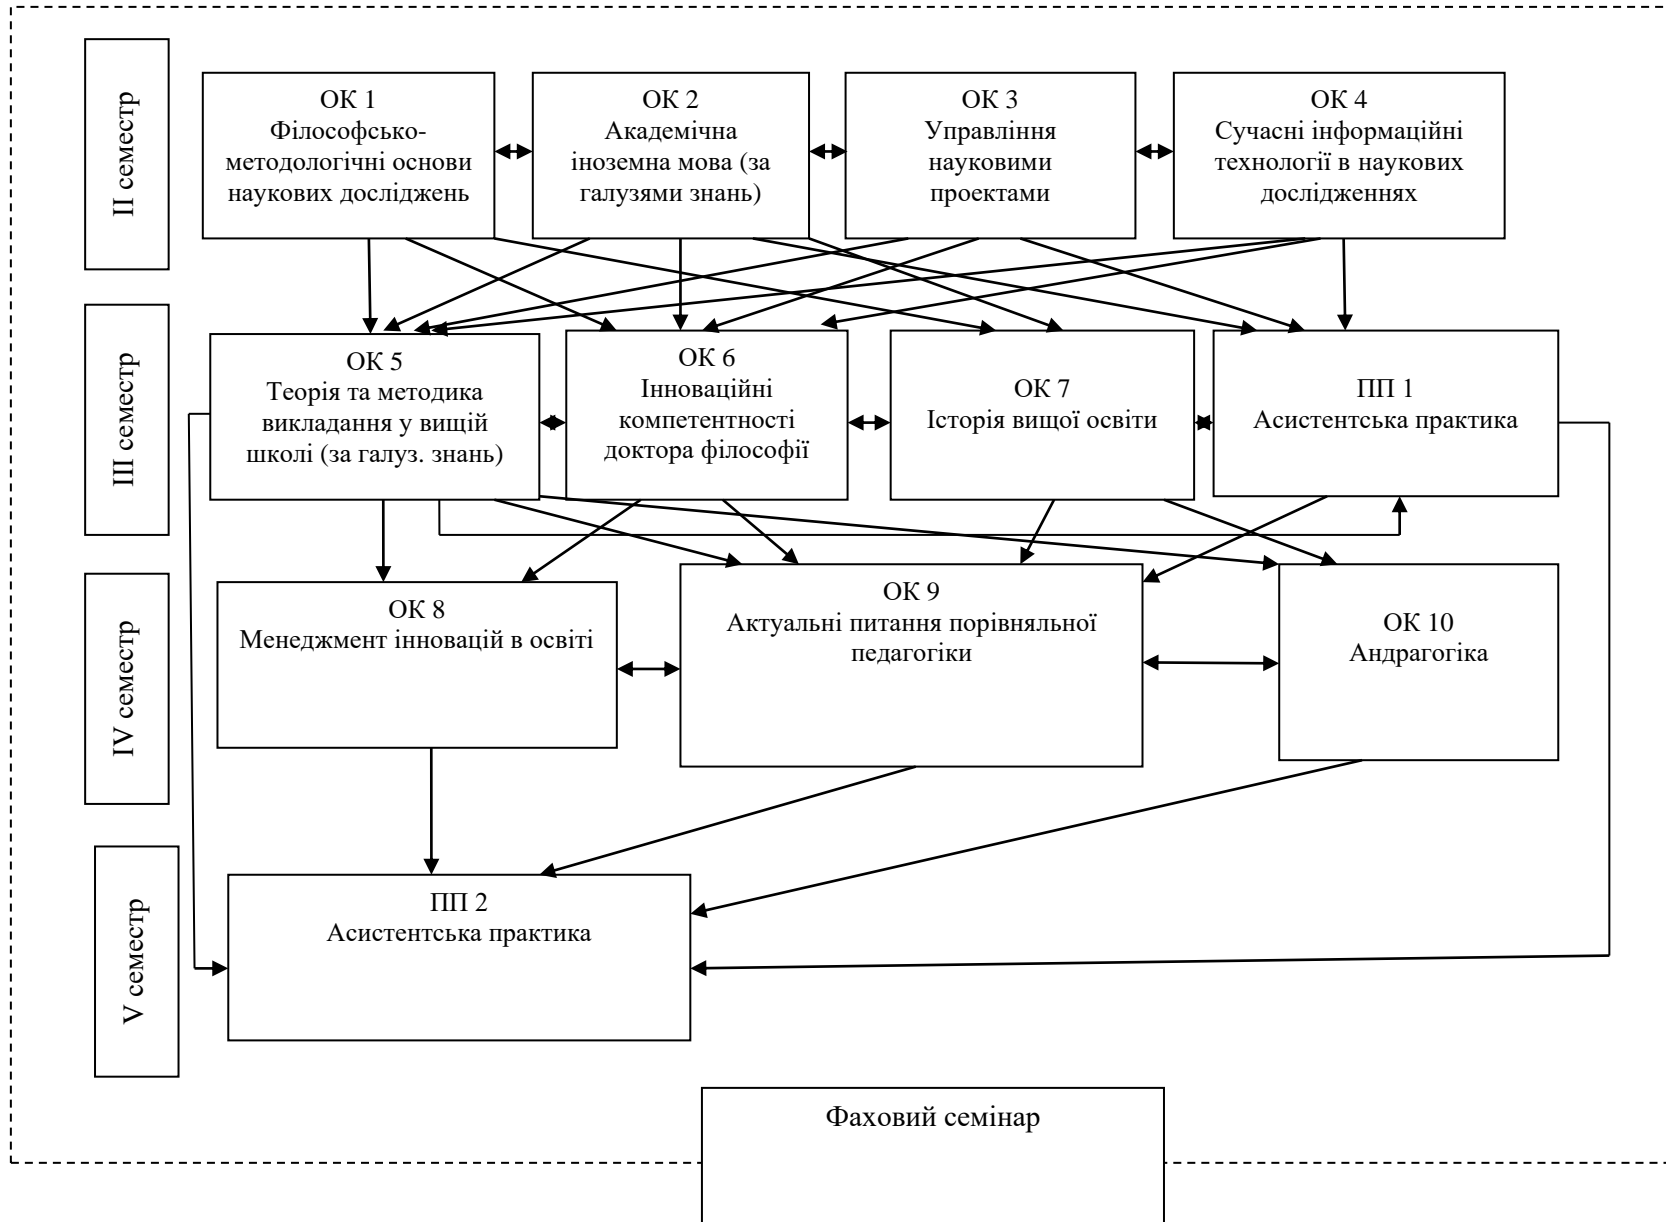 II семестр
ОК 1
Філософсько-
методологічні основи
наукових досліджень
ОК 2
Академічна
іноземна мова (за
галузями знань)
ОК 3
Управління
науковими
проектами
ОК 4
Сучасні інформаційні
технології в наукових
дослідженнях
III семестр
ОК 5
Теорія та методика
викладання у вищій
школі (за галуз. знань)
ОК 6
Інноваційні
компетентності
доктора філософії
ОК 7
Історія вищої освіти
ПП 1
Асистентська практика
IV семестр
ОК 8
Менеджмент інновацій в освіті
ОК 9
Актуальні питання порівняльної
педагогіки
ОК 10
Андрагогіка
V семестр
ПП 2
Асистентська практика
Фаховий семінар